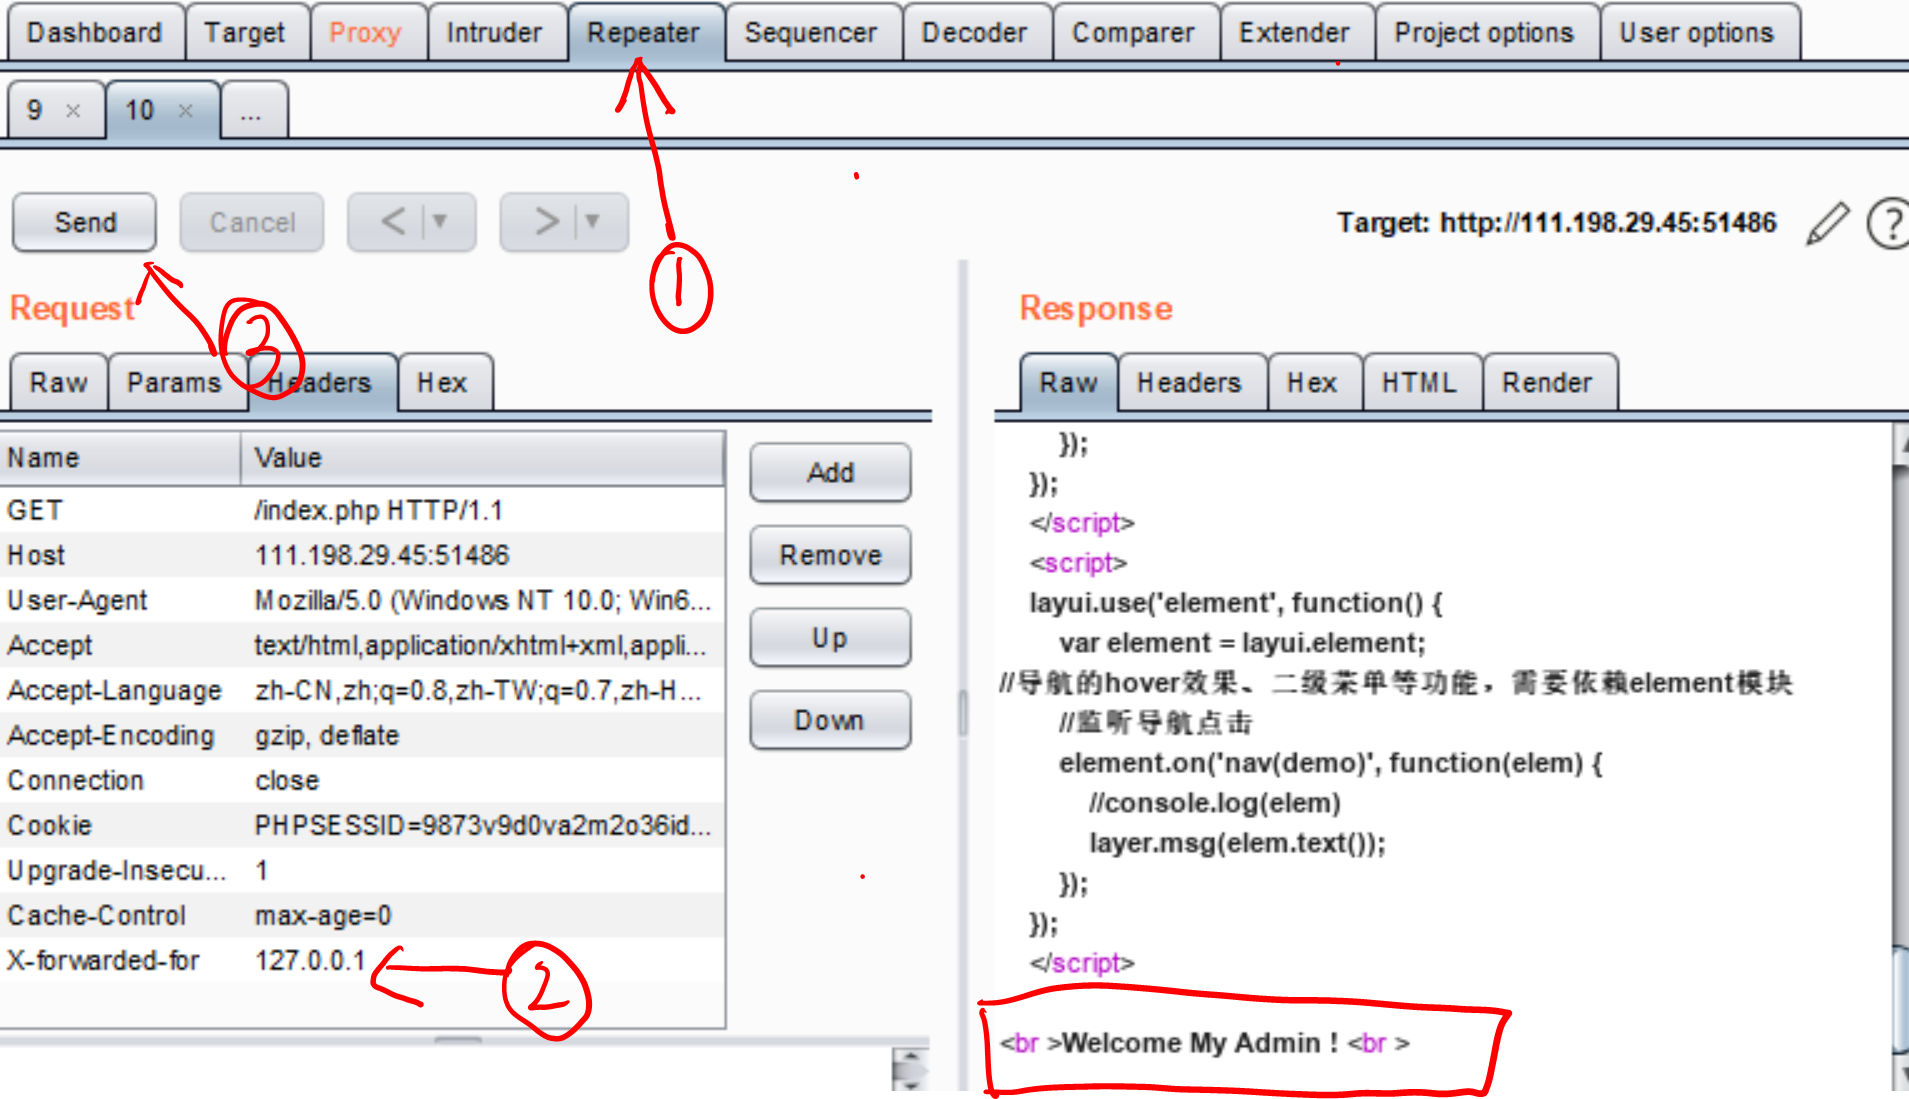 Dashboard Target Proxy Intruder Repeater Sequencer Decoder Comparer Extender Project options User options
9 × 10 × ...
Send Cancel < > Target: http://111.198.29.45:51486 ?
1
Request Response
3
Raw Params Headers Hex Raw Headers Hex HTML Render
Name Value
GET /index.php HTTP/1.1
Host 111.198.29.45:51486
User-Agent Mozilla/5.0 (Windows NT 10.0; Win6...
Accept text/html,application/xhtml+xml,appli...
Accept-Language zh-CN,zh;q=0.8,zh-TW;q=0.7,zh-H...
Accept-Encoding gzip, deflate
Connection close
Cookie PHPSESSID=9873v9d0va2m2o36id...
Upgrade-Insecu... 1
Cache-Control max-age=0
X-forwarded-for 127.0.0.1
2
Add
Remove
Up
Down
});
});
</script>
<script>
layui.use('element', function() {
var element = layui.element;
//导航的hover效果、二级菜单等功能，需要依赖element模块
//监听导航点击
element.on('nav(demo)', function(elem) {
//console.log(elem)
layer.msg(elem.text());
});
});
</script>
<br >Welcome My Admin ! <br >